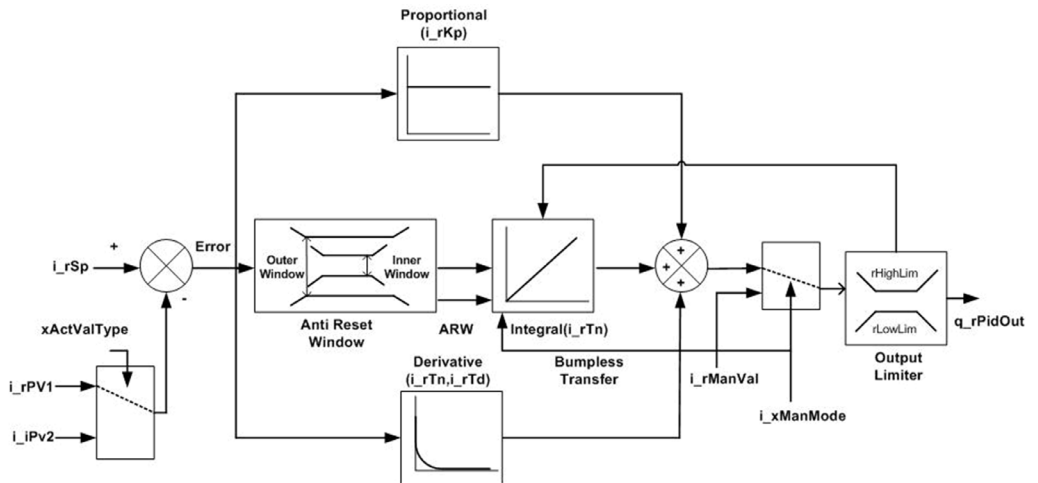 Proportional
(i_rKp)
+
i_rSp
Error
-
Outer
Window
Inner
Window
Anti Reset
Window
ARW
Integral(i_rTn)
+
+
+
rHighLim
rLowLim
q_rPidOut
Output
Limiter
xActValType
i_rPV1
i_iPv2
Derivative
(i_rTn,i_rTd)
Bumpless
Transfer
i_rManVal
i_xManMode